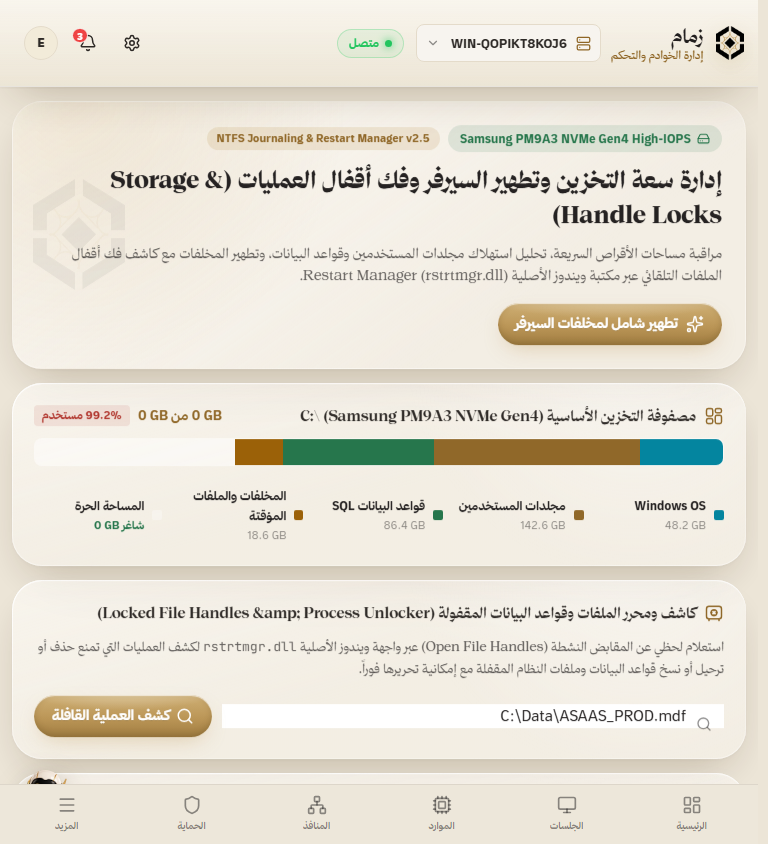 زمام
إدارة الخوادم والتحكم
WIN-QOPIKT8KOJ6
متصل
3
E
Samsung PM9A3 NVMe Gen4 High-IOPS
NTFS Journaling & Restart Manager v2.5
إدارة سعة التخزين وتطهير السيرفر وفك أقفال العمليات (Storage &
Handle Locks)
مراقبة مساحات الأقراص السريعة، تحليل استهلاك مجلدات المستخدمين وقواعد البيانات، وتطهير المخلفات مع كاشف فك أقفال
الملفات التلقائي عبر مكتبة ويندوز الأصلية Restart Manager (rstrtmgr.dll).
تطهير شامل لمخلفات السيرفر
مصفوفة التخزين الأساسية C:\ (Samsung PM9A3 NVMe Gen4)
0 GB من 0 GB
99.2% مستخدم
Windows OS
48.2 GB
مجلدات المستخدمين
142.6 GB
قواعد البيانات SQL
86.4 GB
المخلفات والملفات
المؤقتة
18.6 GB
المساحة الحرة
0 GB شاغر
كاشف ومحرر الملفات وقواعد البيانات المقفولة (Locked File Handles &amp; Process Unlocker)
استعلام لحظي عن المقابض النشطة (Open File Handles) عبر واجهة ويندوز الأصلية rstrtmgr.dll لكشف العمليات التي تمنع حذف أو
ترحيل أو نسخ قواعد البيانات وملفات النظام المقفلة مع إمكانية تحريرها فوراً.
C:\Data\ASAAS_PROD.mdf
كشف العملية القافلة
الرئيسية
الجلسات
الموارد
المنافذ
الحماية
المزيد